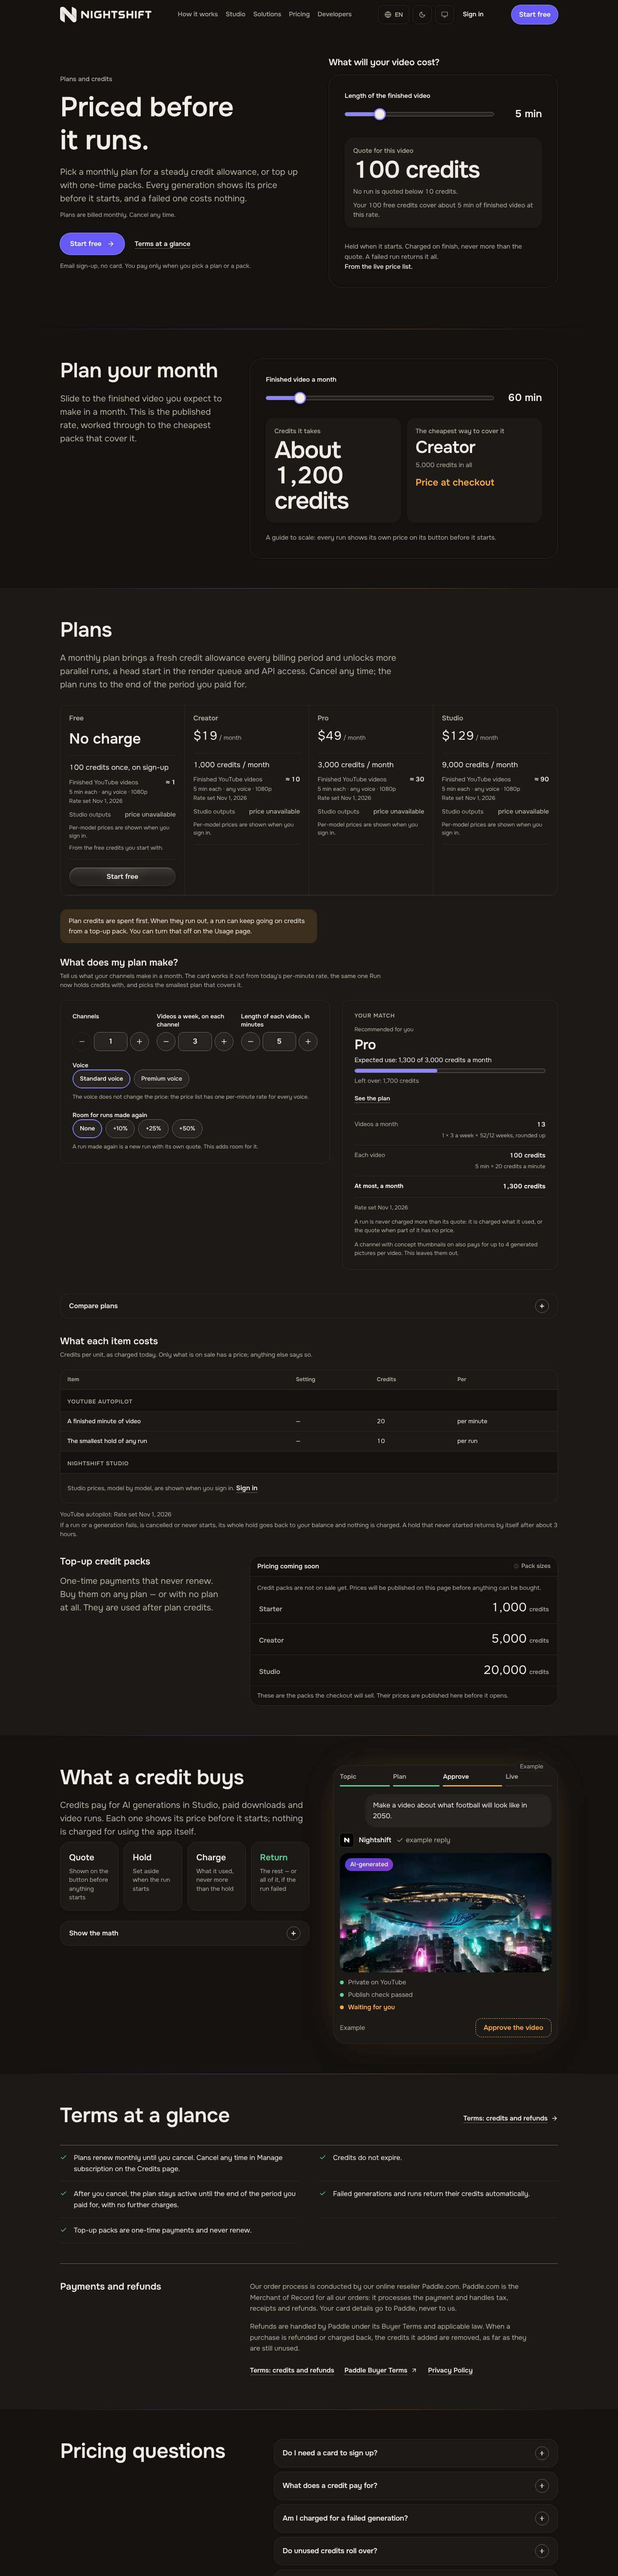 NIGHTSHIFT
How it works
Studio
Solutions
Pricing
Developers
EN
Sign in
Start free
Plans and credits
Priced before
it runs.
Pick a monthly plan for a steady credit allowance, or top up
with one-time packs. Every generation shows its price
before it starts, and a failed one costs nothing.
Plans are billed monthly. Cancel any time.
Start free →
Terms at a glance
Email sign-up, no card. You pay only when you pick a plan or a pack.
What will your video cost?
Length of the finished video
5 min
Quote for this video
100 credits
No run is quoted below 10 credits.
Your 100 free credits cover about 5 min of finished video at
this rate.
Held when it starts. Charged on finish, never more than the
quote. A failed run returns it all.
From the live price list.
Plan your month
Slide to the finished video you expect to
make in a month. This is the published
rate, worked through to the cheapest
packs that cover it.
Finished video a month
60 min
Credits it takes
About
1,200
credits
The cheapest way to cover it
Creator
5,000 credits in all
Price at checkout
A guide to scale: every run shows its own price on its button before it starts.
Plans
A monthly plan brings a fresh credit allowance every billing period and unlocks more
parallel runs, a head start in the render queue and API access. Cancel any time; the
plan runs to the end of the period you paid for.
Free
No charge
100 credits once, on sign-up
Finished YouTube videos ≈ 1
5 min each · any voice · 1080p
Rate set Nov 1, 2026
Studio outputs price unavailable
Per-model prices are shown when you
sign in.
From the free credits you start with.
Start free
Creator
$19 / month
1,000 credits / month
Finished YouTube videos ≈ 10
5 min each · any voice · 1080p
Rate set Nov 1, 2026
Studio outputs price unavailable
Per-model prices are shown when you
sign in.
Pro
$49 / month
3,000 credits / month
Finished YouTube videos ≈ 30
5 min each · any voice · 1080p
Rate set Nov 1, 2026
Studio outputs price unavailable
Per-model prices are shown when you
sign in.
Studio
$129 / month
9,000 credits / month
Finished YouTube videos ≈ 90
5 min each · any voice · 1080p
Rate set Nov 1, 2026
Studio outputs price unavailable
Per-model prices are shown when you
sign in.
Plan credits are spent first. When they run out, a run can keep going on credits
from a top-up pack. You can turn that off on the Usage page.
What does my plan make?
Tell us what your channels make in a month. The card works it out from today's per-minute rate, the same one Run
now holds credits with, and picks the smallest plan that covers it.
Channels
− 1 +
Videos a week, on each
channel
− 3 +
Length of each video, in
minutes
− 5 +
Voice
Standard voice
Premium voice
The voice does not change the price: the price list has one per-minute rate for every voice.
Room for runs made again
None
+10%
+25%
+50%
A run made again is a new run with its own quote. This adds room for it.
YOUR MATCH
Recommended for you
Pro
Expected use: 1,300 of 3,000 credits a month
Left over: 1,700 credits
See the plan
Videos a month 13
1 × 3 a week × 52/12 weeks, rounded up
Each video 100 credits
5 min × 20 credits a minute
At most, a month 1,300 credits
Rate set Nov 1, 2026
A run is never charged more than its quote: it is charged what it used, or
the quote when part of it has no price.
A channel with concept thumbnails on also pays for up to 4 generated
pictures per video. This leaves them out.
Compare plans +
What each item costs
Credits per unit, as charged today. Only what is on sale has a price; anything else says so.
Item Setting Credits Per
YOUTUBE AUTOPILOT
A finished minute of video — 20 per minute
The smallest hold of any run — 10 per run
NIGHTSHIFT STUDIO
Studio prices, model by model, are shown when you sign in. Sign in
YouTube autopilot: Rate set Nov 1, 2026
If a run or a generation fails, is cancelled or never starts, its whole hold goes back to your balance and nothing is charged. A hold that never started returns by itself after about 3
hours.
Top-up credit packs
One-time payments that never renew.
Buy them on any plan — or with no plan
at all. They are used after plan credits.
Pricing coming soon
Pack sizes
Credit packs are not on sale yet. Prices will be published on this page before anything can be bought.
Starter 1,000 credits
Creator 5,000 credits
Studio 20,000 credits
These are the packs the checkout will sell. Their prices are published here before it opens.
What a credit buys
Credits pay for AI generations in Studio, paid downloads and
video runs. Each one shows its price before it starts; nothing
is charged for using the app itself.
Quote
Shown on the
button before
anything
starts
Hold
Set aside
when the run
starts
Charge
What it used,
never more
than the hold
Return
The rest — or
all of it, if the
run failed
Show the math +
Example
Topic
Plan
Approve
Live
Make a video about what football will look like in
2050.
Nightshift
example reply
AI-generated
Private on YouTube
Publish check passed
Waiting for you
Example
Approve the video
Terms at a glance
Terms: credits and refunds →
Plans renew monthly until you cancel. Cancel any time in Manage
subscription on the Credits page.
Credits do not expire.
After you cancel, the plan stays active until the end of the period you
paid for, with no further charges.
Failed generations and runs return their credits automatically.
Top-up packs are one-time payments and never renew.
Payments and refunds
Our order process is conducted by our online reseller Paddle.com. Paddle.com is the
Merchant of Record for all our orders: it processes the payment and handles tax,
receipts and refunds. Your card details go to Paddle, never to us.
Refunds are handled by Paddle under its Buyer Terms and applicable law. When a
purchase is refunded or charged back, the credits it added are removed, as far as they
are still unused.
Terms: credits and refunds
Paddle Buyer Terms ↗
Privacy Policy
Pricing questions
Do I need a card to sign up? +
What does a credit pay for? +
Am I charged for a failed generation? +
Do unused credits roll over? +